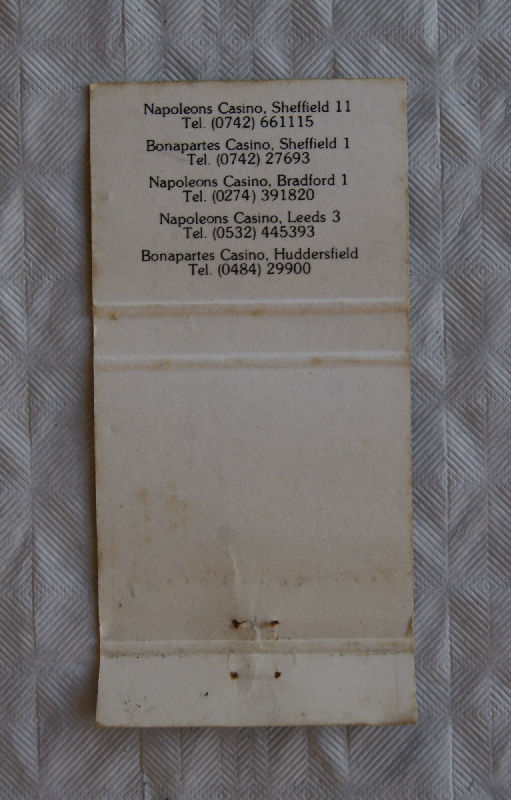 Napoleons Casino, Sheffield 11
Tel. (0742) 661115
Bonapartes Casino, Sheffield 1
Tel. (0742) 27693
Napoleons Casino, Bradford 1
Tel. (0274) 391820
Napoleons Casino, Leeds 3
Tel. (0532) 445393
Bonapartes Casino, Huddersfield
Tel. (0484) 29900